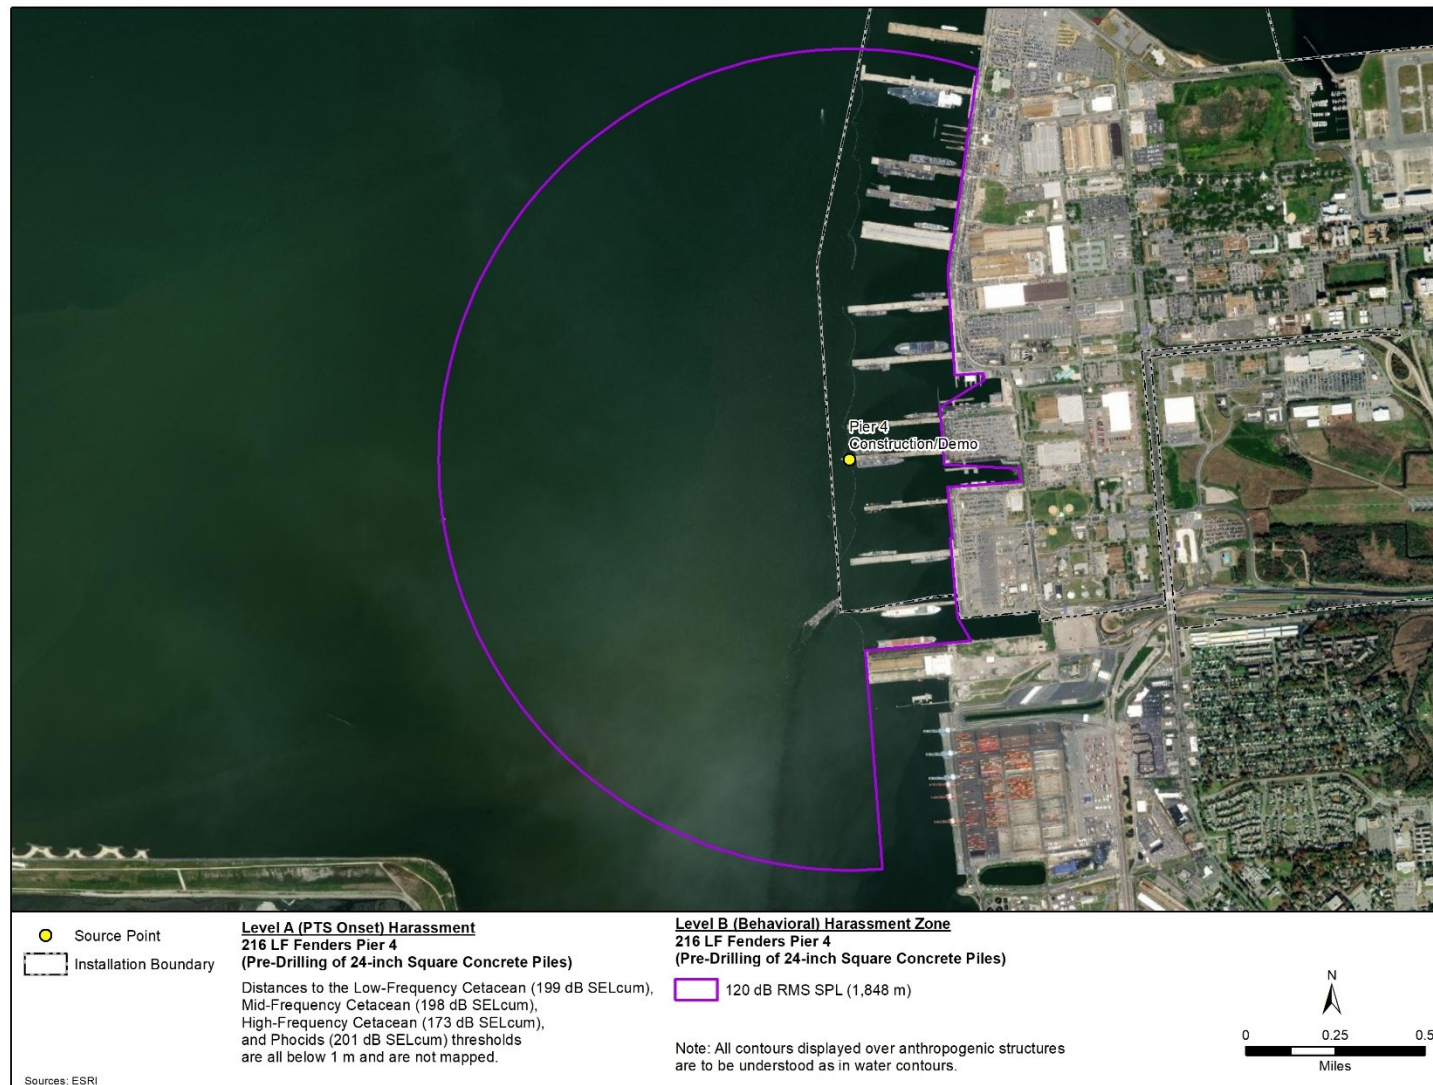 Pier 4
Construction/Demo
Source Point
Installation Boundary
Level A (PTS Onset) Harassment
216 LF Fenders Pier 4
(Pre-Drilling of 24-inch Square Concrete Piles)
Distances to the Low-Frequency Cetacean (199 dB SELcum),
Mid-Frequency Cetacean (198 dB SELcum),
High-Frequency Cetacean (173 dB SELcum),
and Phocids (201 dB SELcum) thresholds
are all below 1 m and are not mapped.
Level B (Behavioral) Harassment Zone
216 LF Fenders Pier 4
(Pre-Drilling of 24-inch Square Concrete Piles)
120 dB RMS SPL (1,848 m)
Note: All contours displayed over anthropogenic structures
are to be understood as in water contours.
N
0 0.25 0.5
Miles
Sources: ESRI